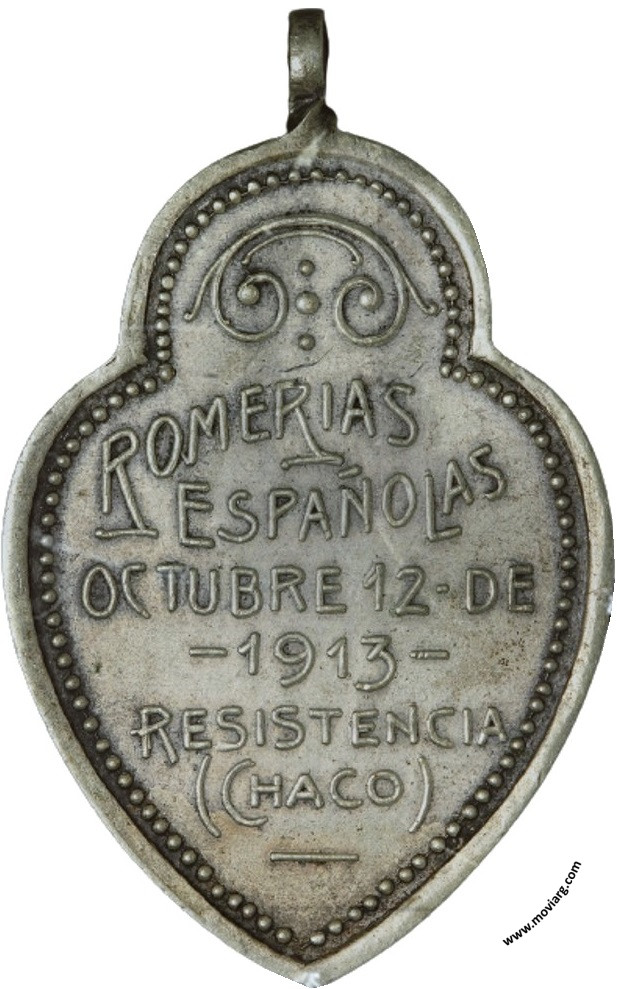 ROMERIAS
ESPAÑOLAS
OCTUBRE 12 - DE
- 1913 -
RESISTENCIA
(CHACO)
www.moviarg.com